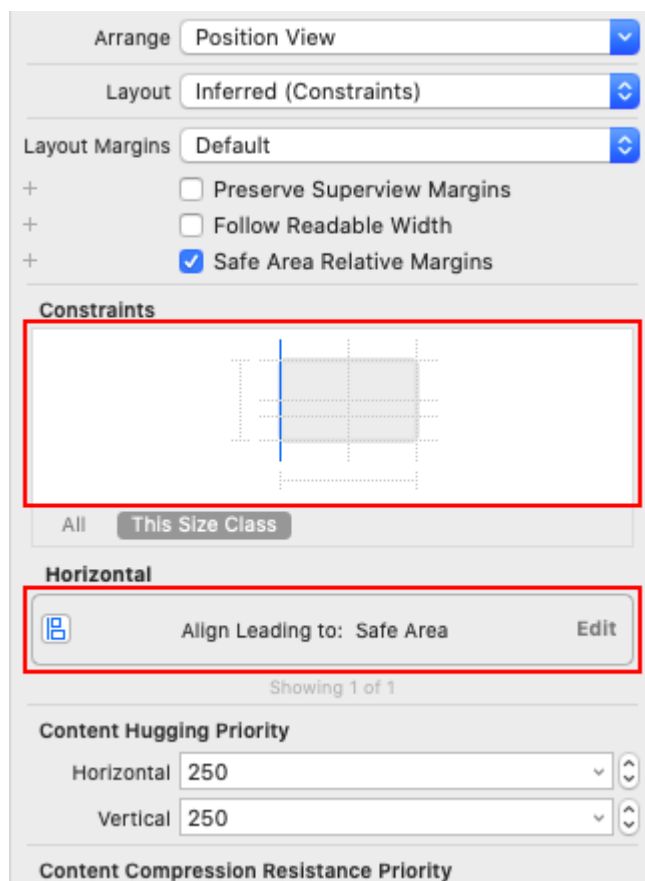 Arrange Position View
Layout Inferred (Constraints)
Layout Margins Default
Preserve Superview Margins
Follow Readable Width
Safe Area Relative Margins
Constraints
All This Size Class
Horizontal
Align Leading to: Safe Area Edit
Showing 1 of 1
Content Hugging Priority
Horizontal 250
Vertical 250
Content Compression Resistance Priority